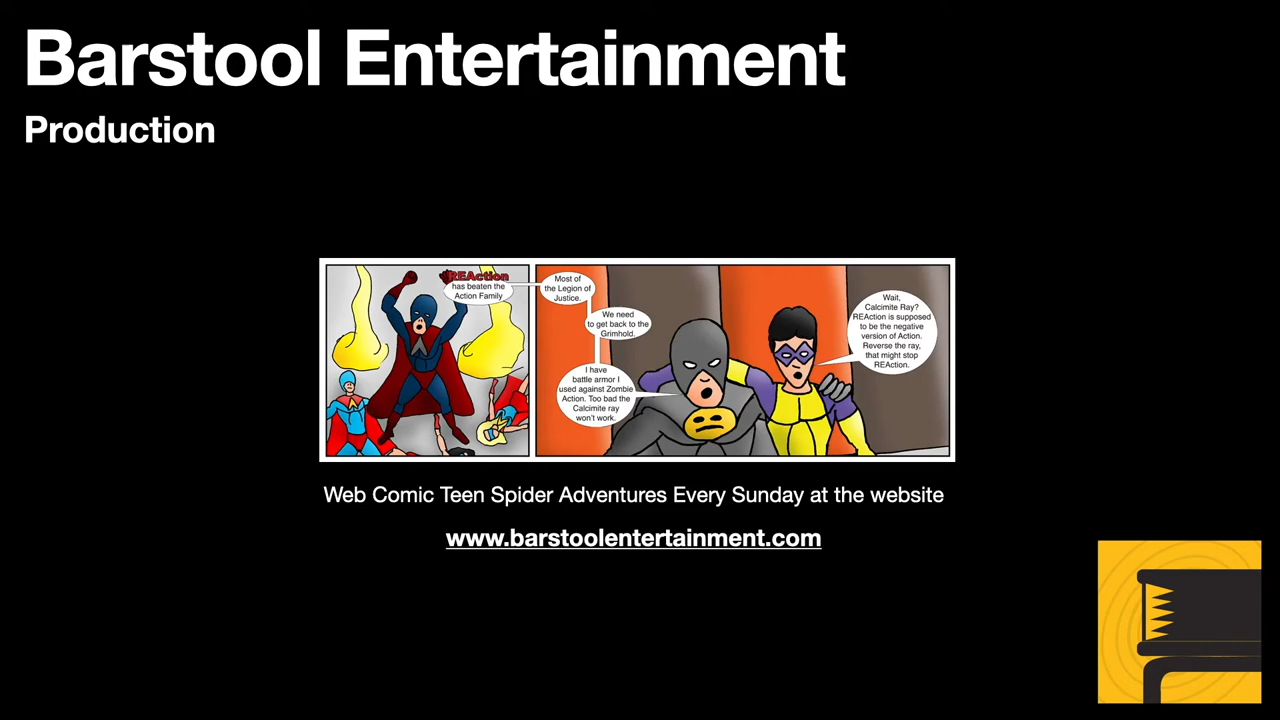 Barstool Entertainment
Production
REAction
has beaten the
Action Family
Most of
the Legion of
Justice.
We need
to get back to the
Grimhold.
I have
battle armor I
used against Zombie
Action. Too bad the
Calcimite ray
won't work.
Wait,
Calcimite Ray?
REAction is supposed
to be the negative
version of Action.
Reverse the ray,
that might stop
REAction.
Web Comic Teen Spider Adventures Every Sunday at the website
www.barstoolentertainment.com